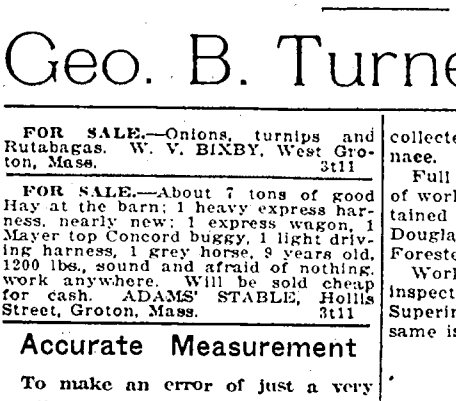 Geo. B. Turne
FOR SALE.—Onions, turnips and
Rutabagas. W. V. BIXBY, West Gro-
ton, Mass. 3t11
FOR SALE.—About 7 tons of good
Hay at the barn; 1 heavy express har-
ness, nearly new; 1 express wagon, 1
Mayer top Concord buggy, 1 light driv-
ing harness, 1 grey horse, 9 years old,
1200 lbs., sound and afraid of nothing,
work anywhere. Will be sold cheap
for cash. ADAMS' STABLE, Hollis
Street, Groton, Mass. 3t11
Accurate Measurement
To make an error of just a very
collecte
nace.
Full
of worl
tained
Dougla
Foreste
Worl
inspect
Superin
same is